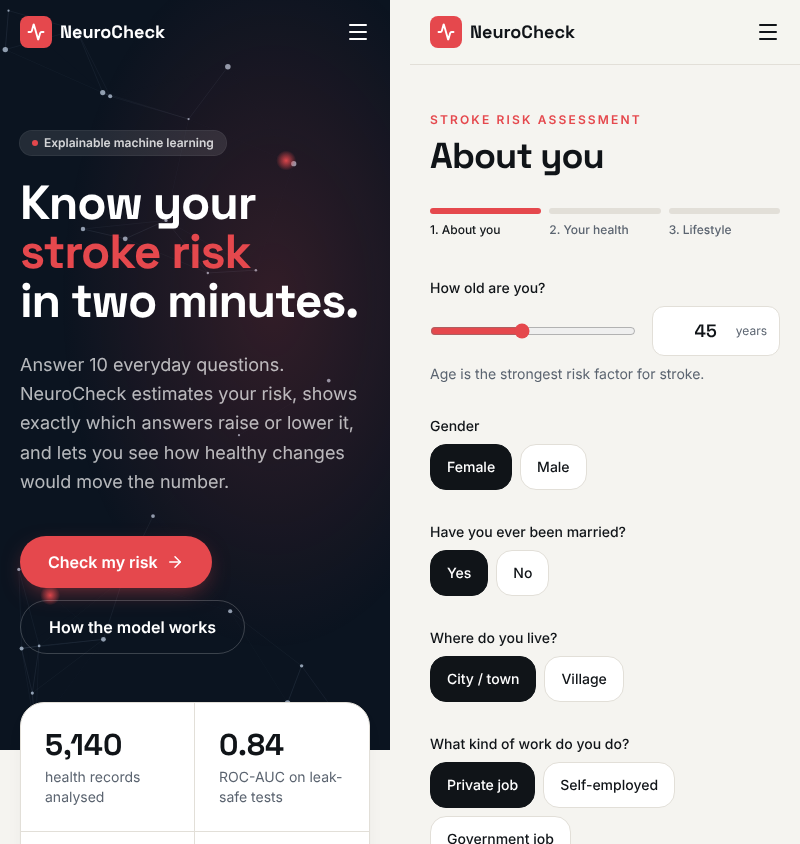 NeuroCheck
Explainable machine learning
Know your
stroke risk
in two minutes.
Answer 10 everyday questions.
NeuroCheck estimates your risk, shows
exactly which answers raise or lower it,
and lets you see how healthy changes
would move the number.
Check my risk →
How the model works
5,140
health records
analysed
0.84
ROC-AUC on leak-
safe tests
NeuroCheck
STROKE RISK ASSESSMENT
About you
1. About you
2. Your health
3. Lifestyle
How old are you?
45 years
Age is the strongest risk factor for stroke.
Gender
Female
Male
Have you ever been married?
Yes
No
Where do you live?
City / town
Village
What kind of work do you do?
Private job
Self-employed
Government job